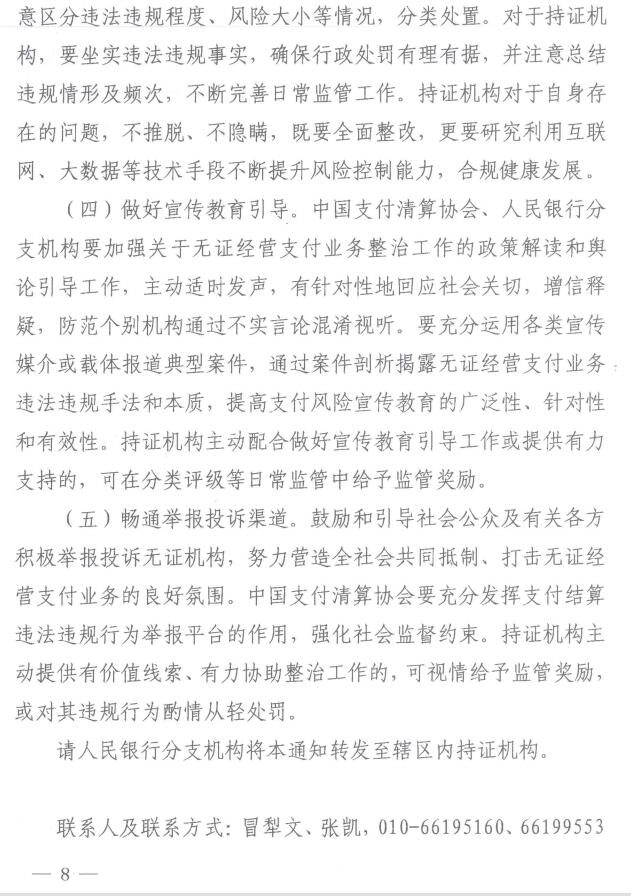 意区分违法违规程度、风险大小等情况，分类处置。对于持证机
构，要坐实违法违规事实，确保行政处罚有理有据，并注意总结
违规情形及频次，不断完善日常监管工作。持证机构对于自身存
在的问题，不推脱、不隐瞒，既要全面整改，更要研究利用互联
网、大数据等技术手段不断提升风险控制能力，合规健康发展。
（四）做好宣传教育引导。中国支付清算协会、人民银行分
支机构要加强关于无证经营支付业务整治工作的政策解读和舆
论引导工作，主动适时发声，有针对性地回应社会关切，增信释
疑，防范个别机构通过不实言论混淆视听。要充分运用各类宣传
媒介或载体报道典型案件，通过案件剖析揭露无证经营支付业务
违法违规手法和本质，提高支付风险宣传教育的广泛性、针对性
和有效性。持证机构主动配合做好宣传教育引导工作或提供有力
支持的，可在分类评级等日常监管中给予监管奖励。
（五）畅通举报投诉渠道。鼓励和引导社会公众及有关各方
积极举报投诉无证机构，努力营造全社会共同抵制、打击无证经
营支付业务的良好氛围。中国支付清算协会要充分发挥支付结算
违法违规行为举报平台的作用，强化社会监督约束。持证机构主
动提供有价值线索、有力协助整治工作的，可视情给予监管奖励，
或对其违规行为酌情从轻处罚。
请人民银行分支机构将本通知转发至辖区内持证机构。
联系人及联系方式：冒犁文、张凯，010-66195160、66199553
— 8 —